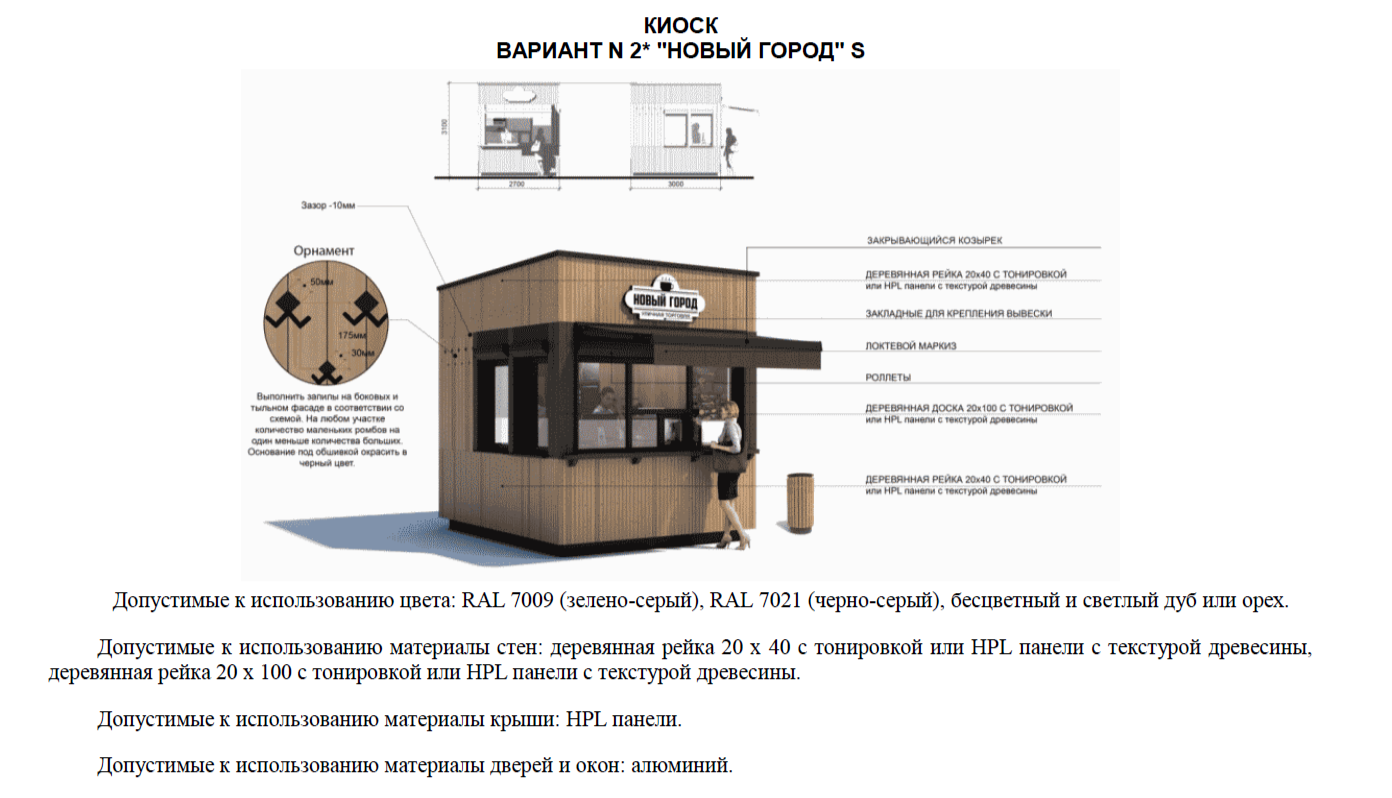 КИОСК
ВАРИАНТ N 2* "НОВЫЙ ГОРОД" S
3100
2700
3000
Зазор -10мм
Орнамент
50мм
175мм
30мм
Выполнить запилы на боковых и
тыльном фасаде в соответствии со
схемой. На любом участке
количество маленьких ромбов на
один меньше количества больших.
Основание под обшивкой окрасить в
черный цвет.
НОВЫЙ ГОРОД
УЛИЧНАЯ ТОРГОВЛЯ
ЗАКРЫВАЮЩИЙСЯ КОЗЫРЕК
ДЕРЕВЯННАЯ РЕЙКА 20х40 С ТОНИРОВКОЙ
или HPL панели с текстурой древесины
ЗАКЛАДНЫЕ ДЛЯ КРЕПЛЕНИЯ ВЫВЕСКИ
ЛОКТЕВОЙ МАРКИЗ
РОЛЛЕТЫ
ДЕРЕВЯННАЯ ДОСКА 20х100 С ТОНИРОВКОЙ
или HPL панели с текстурой древесины
ДЕРЕВЯННАЯ РЕЙКА 20х40 С ТОНИРОВКОЙ
или HPL панели с текстурой древесины
Допустимые к использованию цвета: RAL 7009 (зелено-серый), RAL 7021 (черно-серый), бесцветный и светлый дуб или орех.
Допустимые к использованию материалы стен: деревянная рейка 20 x 40 с тонировкой или HPL панели с текстурой древесины,
деревянная рейка 20 x 100 с тонировкой или HPL панели с текстурой древесины.
Допустимые к использованию материалы крыши: HPL панели.
Допустимые к использованию материалы дверей и окон: алюминий.